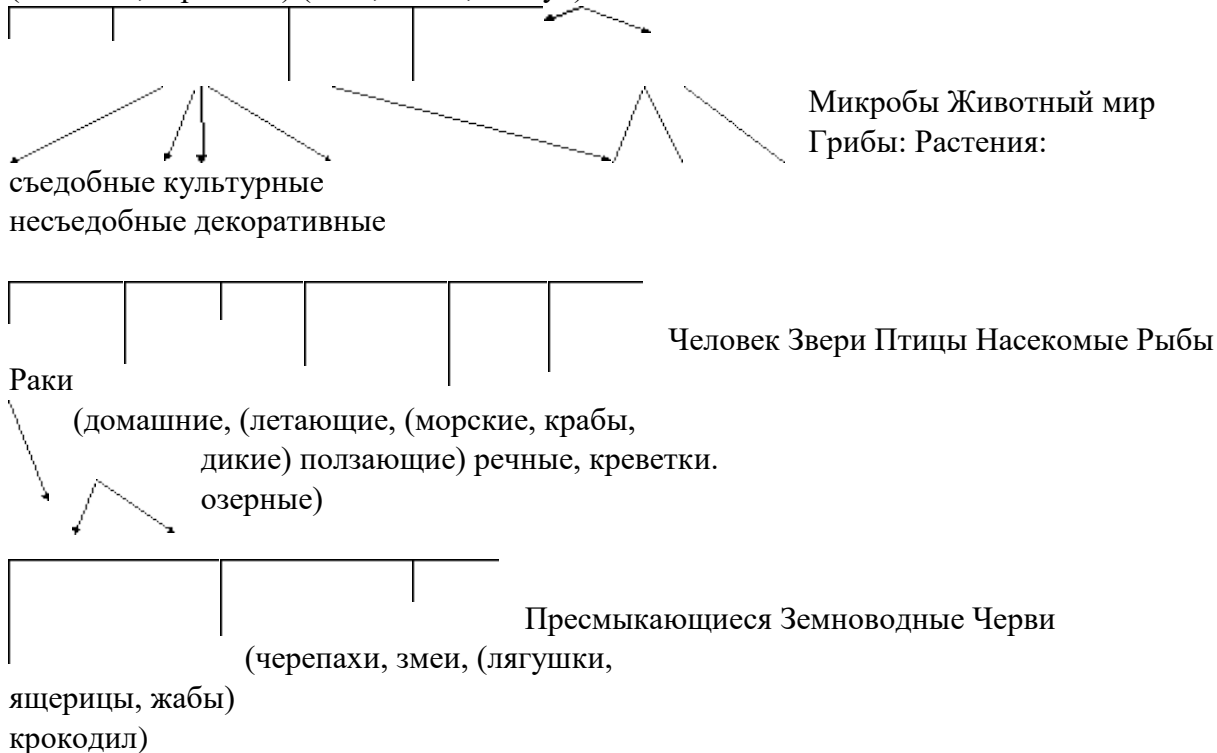 Микробы Животный мир
Грибы: Растения:
съедобные культурные
несъедобные декоративные
Человек Звери Птицы Насекомые Рыбы
Раки
(домашние, (летающие, (морские, крабы,
дикие) ползающие) речные, креветки.
озерные)
Пресмыкающиеся Земноводные Черви
(черепахи, змеи, (лягушки,
ящерицы, жабы)
крокодил)